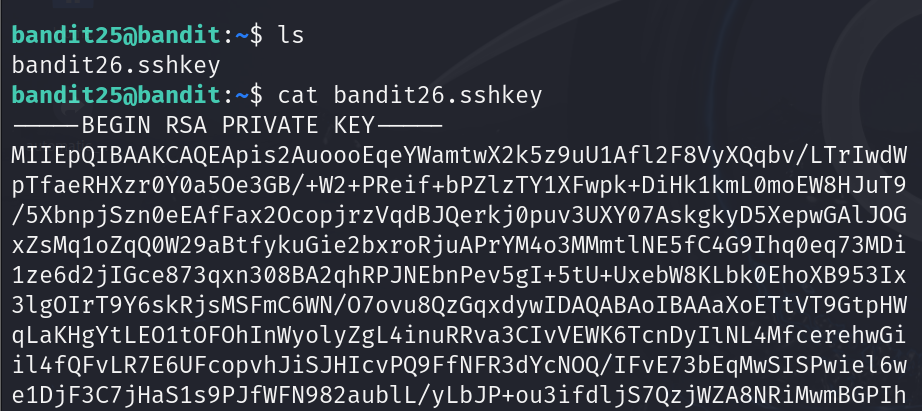 bandit25@bandit:~$ ls
bandit26.sshkey
bandit25@bandit:~$ cat bandit26.sshkey
-----BEGIN RSA PRIVATE KEY-----
MIIEpQIBAAKCAQEApis2AuoooEqeYWamtwX2k5z9uU1Afl2F8VyXQqbv/LTrIwdW
pTfaeRHXzr0Y0a5Oe3GB/+W2+PReif+bPZlzTY1XFwpk+DiHk1kmL0moEW8HJuT9
/5XbnpjSzn0eEAfFax2OcopjrzVqdBJQerkj0puv3UXY07AskgkyD5XepwGAlJOG
xZsMq1oZqQ0W29aBtfykuGie2bxroRjuAPrYM4o3MMmtlNE5fC4G9Ihq0eq73MDi
1ze6d2jIGce873qxn308BA2qhRPJNEbnPev5gI+5tU+UxebW8KLbk0EhoXB953Ix
3lgOIrT9Y6skRjsMSFmC6WN/O7ovu8QzGqxdywIDAQABAoIBAAaXoETtVT9GtpHW
qLaKHgYtLEO1tOFOhInWyolyZgL4inuRRva3CIvVEWK6TcnDyIlNL4MfcerehwGi
il4fQFvLR7E6UFcopvhJiSJHIcvPQ9FfNFR3dYcNOQ/IFvE73bEqMwSISPwiel6w
e1DjF3C7jHaS1s9PJfWFN982aublL/yLbJP+ou3ifdljS7QzjWZA8NRiMwmBGPIh